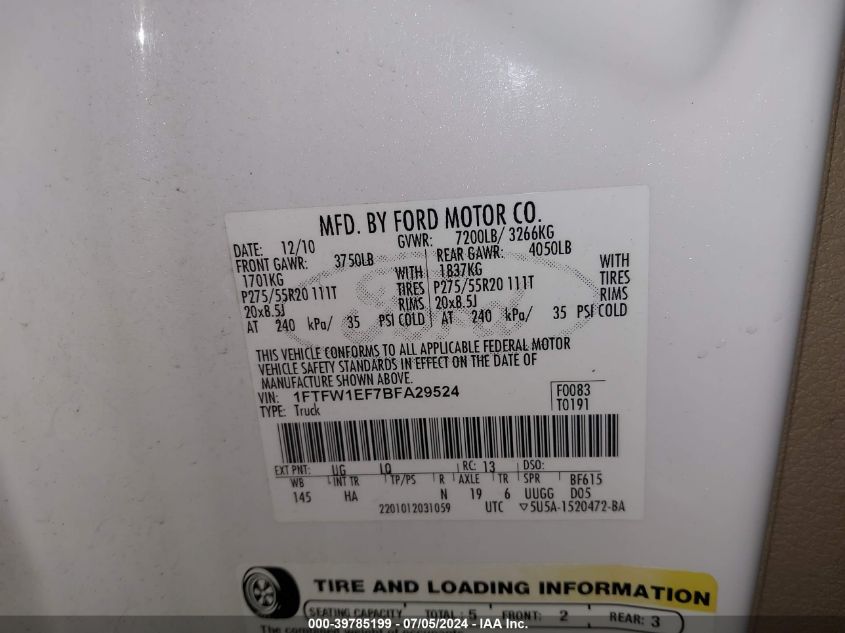 MFD. BY FORD MOTOR CO.
DATE: 12/10 GVWR: 7200LB/ 3266KG
FRONT GAWR: 3750LB REAR GAWR: 4050LB
1701KG WITH 1837KG WITH
P275/55R20 111T TIRES P275/55R20 111T TIRES
20x8.5J RIMS 20x8.5J RIMS
AT 240 kPa/ 35 PSI COLD AT 240 kPa/ 35 PSI COLD
THIS VEHICLE CONFORMS TO ALL APPLICABLE FEDERAL MOTOR
VEHICLE SAFETY STANDARDS IN EFFECT ON THE DATE OF
MANUFACTURE SHOWN ABOVE.
VIN: 1FTFW1EF7BFA29524 F0083
TYPE: Truck T0191
EXT PNT: UG LQ RC: 13 DSO:
WB INT TR TP/PS R AXLE TR SPR BF615
145 HA N 19 6 UUGG D05
2201012031059 UTC ▽5U5A-1520472-BA
TIRE AND LOADING INFORMATION
SEATING CAPACITY TOTAL: 5 FRONT: 2 REAR: 3
The combined weight of occupants
000-39785199 - 07/05/2024 - IAA Inc.